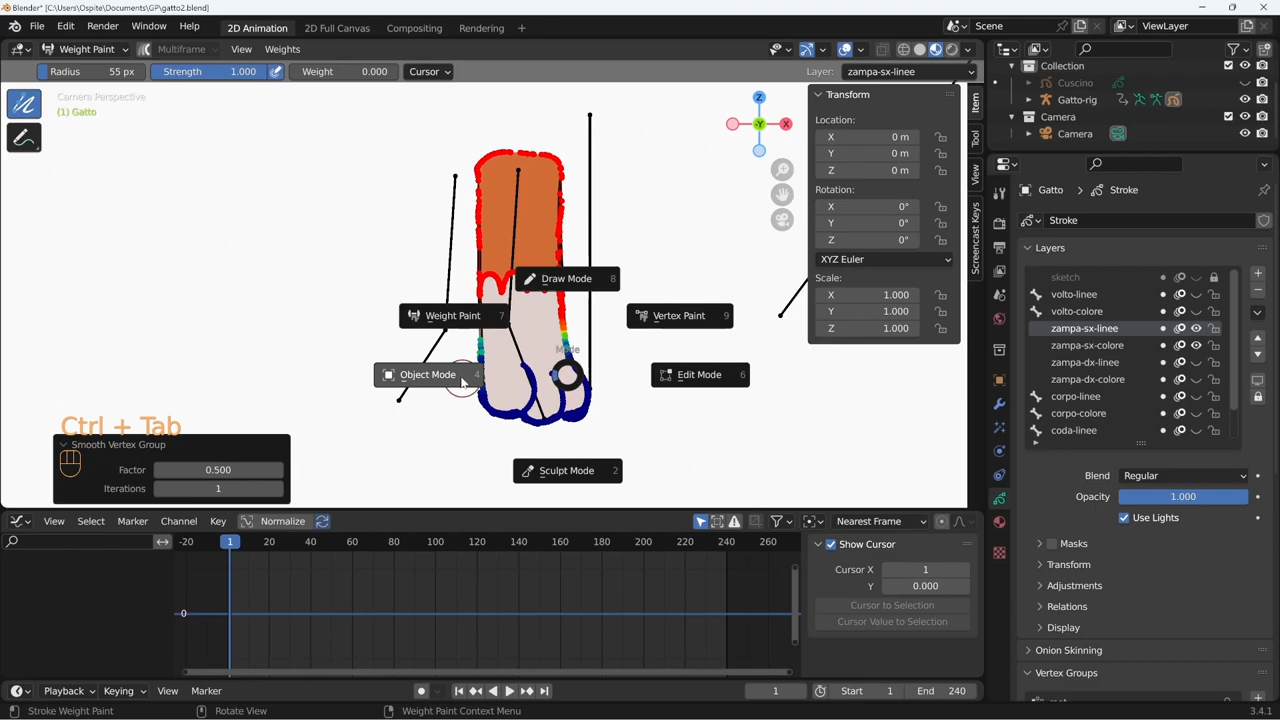 Blender* [C:\Users\Ospite\Documents\GP\gatto2.blend]
File Edit Render Window Help 2D Animation 2D Full Canvas Compositing Rendering + Scene ViewLayer
Weight Paint Multiframe View Weights
Radius 55 px Strength 1.000 Weight 0.000 Cursor Layer: zampa-sx-linee
Camera Perspective
(1) Gatto
Z
-Y
X
Draw Mode 8
Weight Paint 7
Vertex Paint 9
Mode
Object Mode 4
Edit Mode 6
Sculpt Mode 2
Ctrl + Tab
Smooth Vertex Group
Factor 0.500
Iterations 1
Transform
Location:
X 0 m
Y 0 m
Z 0 m
Rotation:
X 0°
Y 0°
Z 0°
XYZ Euler
Scale:
X 1.000
Y 1.000
Z 1.000
Item
Tool
View
Screencast Keys
Collection
Cuscino
Gatto-rig
Camera
Camera
Gatto > Stroke
Stroke
Layers
sketch
volto-linee
volto-colore
zampa-sx-linee
zampa-sx-colore
zampa-dx-linee
zampa-dx-colore
corpo-linee
corpo-colore
coda-linee
Blend Regular
Opacity 1.000
Use Lights
Masks
Transform
Adjustments
Relations
Display
Onion Skinning
Vertex Groups
View Select Marker Channel Key Normalize Nearest Frame
-20 1 20 40 60 80 100 120 140 160 180 200 220 240 260
0
Show Cursor
Cursor X 1
Y 0.000
Cursor to Selection
Cursor Value to Selection
Playback Keying View Marker 1 Start 1 End 240
Stroke Weight Paint Rotate View Weight Paint Context Menu 3.4.1